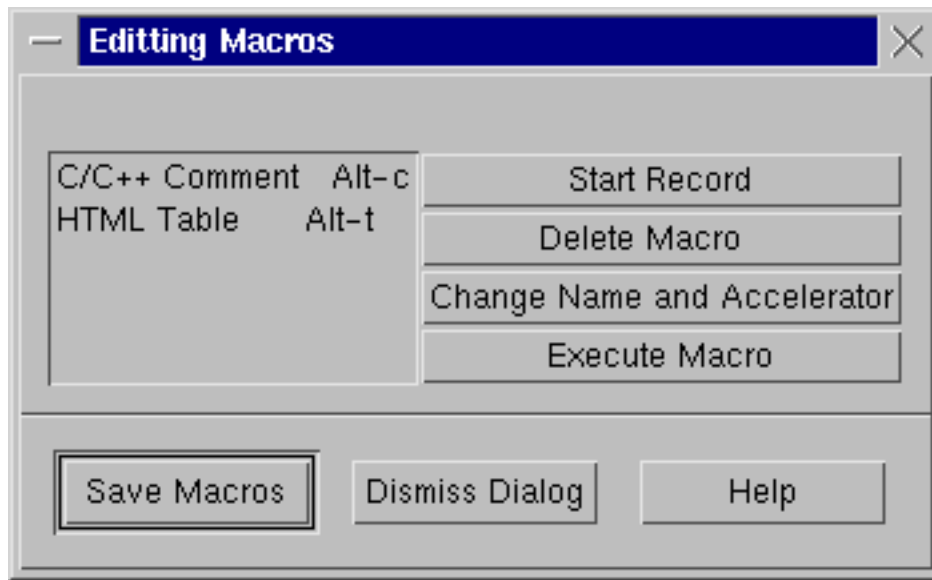 Editting Macros
C/C++ Comment Alt-c
HTML Table Alt-t
Start Record
Delete Macro
Change Name and Accelerator
Execute Macro
Save Macros
Dismiss Dialog
Help